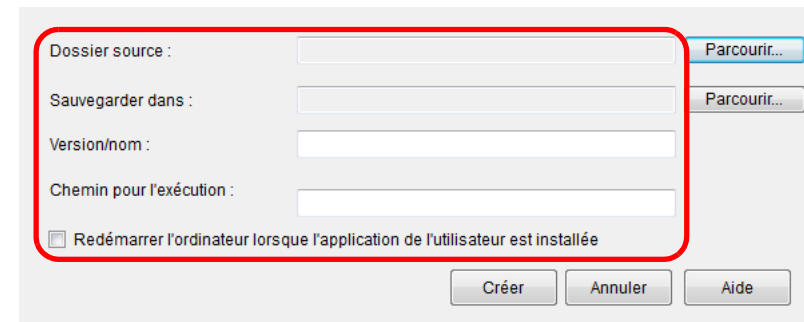 Dossier source : Parcourir...
Sauvegarder dans : Parcourir...
Version/nom :
Chemin pour l'exécution :
Redémarrer l'ordinateur lorsque l'application de l'utilisateur est installée
Créer Annuler Aide